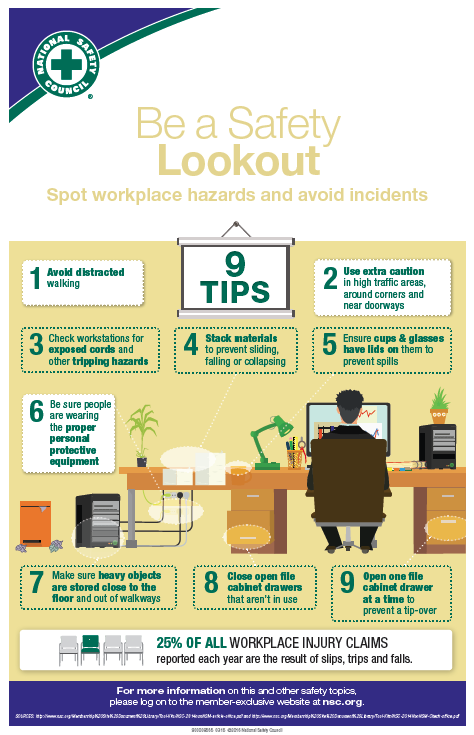 NATIONAL SAFETY
COUNCIL
®
Be a Safety
Lookout
Spot workplace hazards and avoid incidents
9
TIPS
1 Avoid distracted
walking
2 Use extra caution
in high traffic areas,
around corners and
near doorways
3 Check workstations for
exposed cords and
other tripping hazards
4 Stack materials
to prevent sliding,
falling or collapsing
5 Ensure cups & glasses
have lids on them to
prevent spills
6 Be sure people
are wearing
the proper
personal
protective
equipment
7 Make sure heavy objects
are stored close to the
floor and out of walkways
8 Close open file
cabinet drawers
that aren't in use
9 Open one file
cabinet drawer
at a time to
prevent a tip-over
25% OF ALL WORKPLACE INJURY CLAIMS
reported each year are the result of slips, trips and falls.
For more information on this and other safety topics,
please log on to the member-exclusive website at nsc.org.
SOURCES:
©2016 National Safety Council